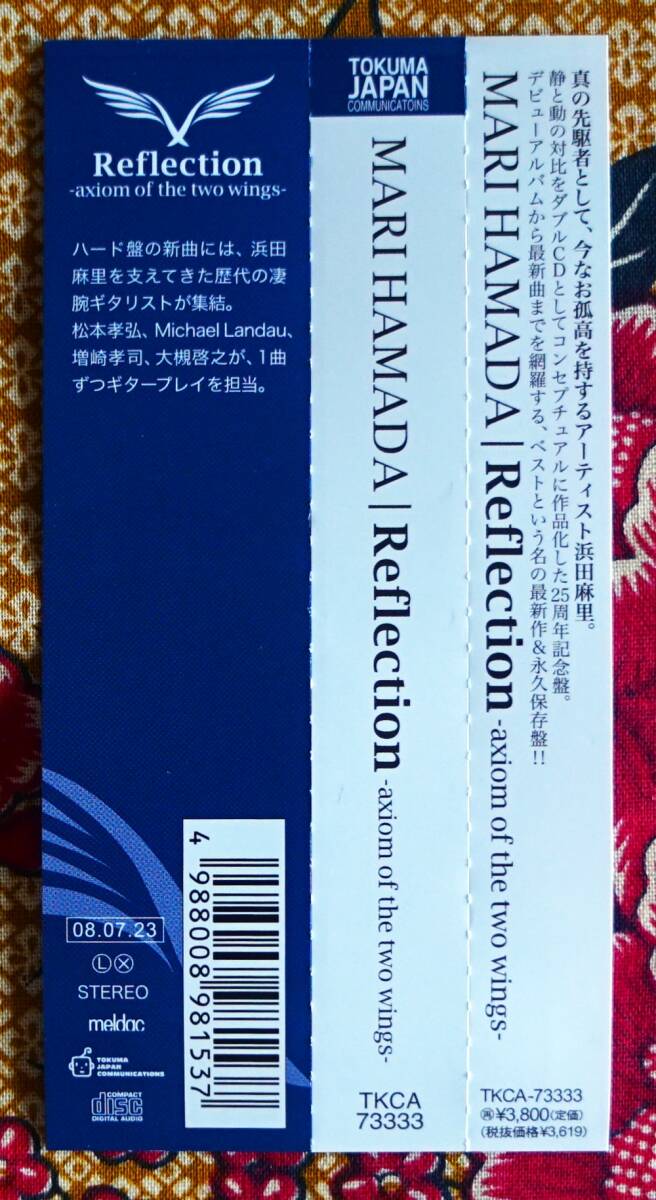 Reflection
-axiom of the two wings-
ハード盤の新曲には、浜田
麻里を支えてきた歴代の凄
腕ギタリストが集結。
松本孝弘、Michael Landau、
増崎孝司、大槻啓之が、1曲
ずつギタープレイを担当。
08.07.23
Ⓛ Ⓧ
STEREO
meldac
TOKUMA
JAPAN
COMMUNICATIONS
COMPACT
disc
DIGITAL AUDIO
4 988008 981537
TOKUMA
JAPAN
COMMUNICATOINS
MARI HAMADA | Reflection -axiom of the two wings-
TKCA
73333
真の先駆者として、今なお孤高を持するアーティスト浜田麻里。
静と動の対比をダブルCDとしてコンセプチュアルに作品化した25周年記念盤。
デビューアルバムから最新曲までを網羅する、ベストという名の最新作&永久保存盤!!
MARI HAMADA | Reflection -axiom of the two wings-
TKCA-73333
㋐¥3,800(定価)
(税抜価格¥3,619)